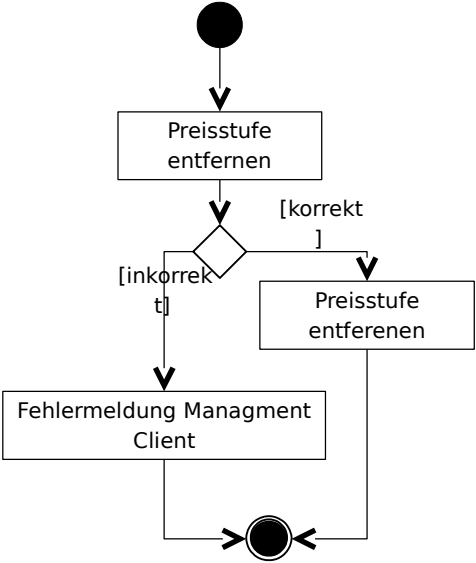 Preisstufe
entfernen
[korrekt
]
[inkorrek
t]
Preisstufe
entferenen
Fehlermeldung Managment
Client